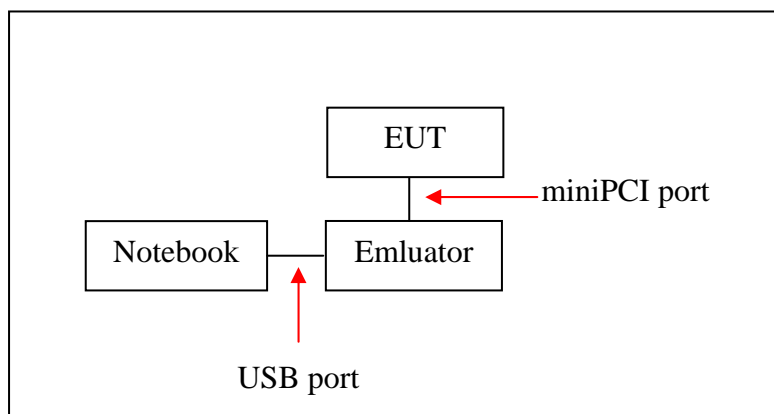 EUT
miniPCI port
Notebook
Emluator
USB port